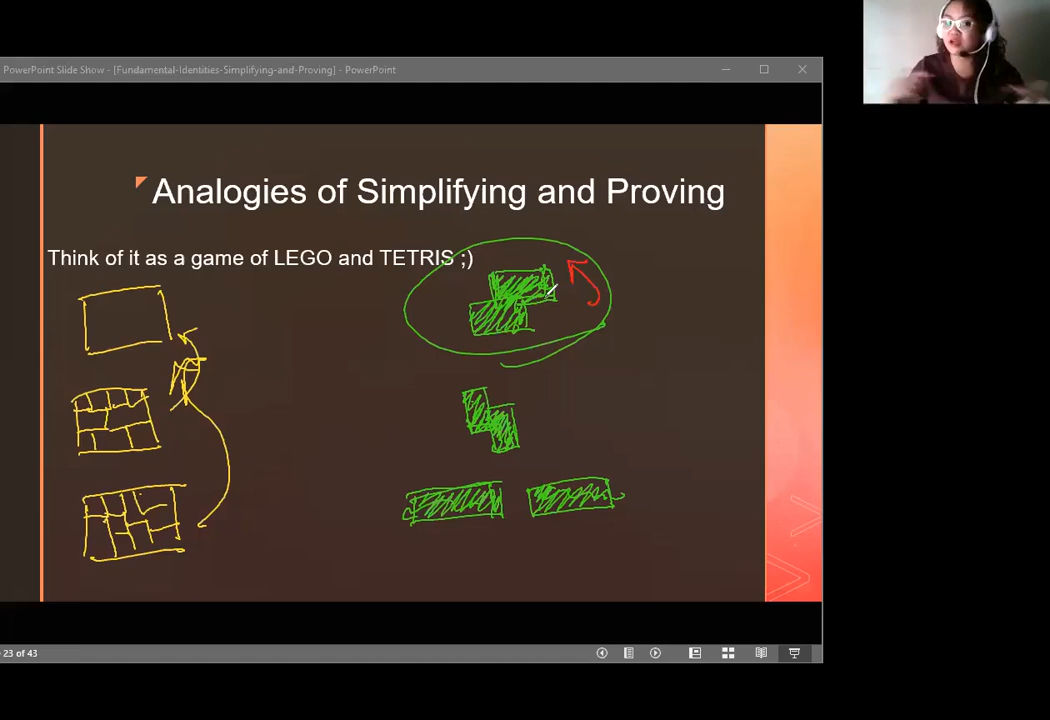 PowerPoint Slide Show - [Fundamental-Identities-Simplifying-and-Proving] - PowerPoint
Analogies of Simplifying and Proving
Think of it as a game of LEGO and TETRIS ;)
23 of 43